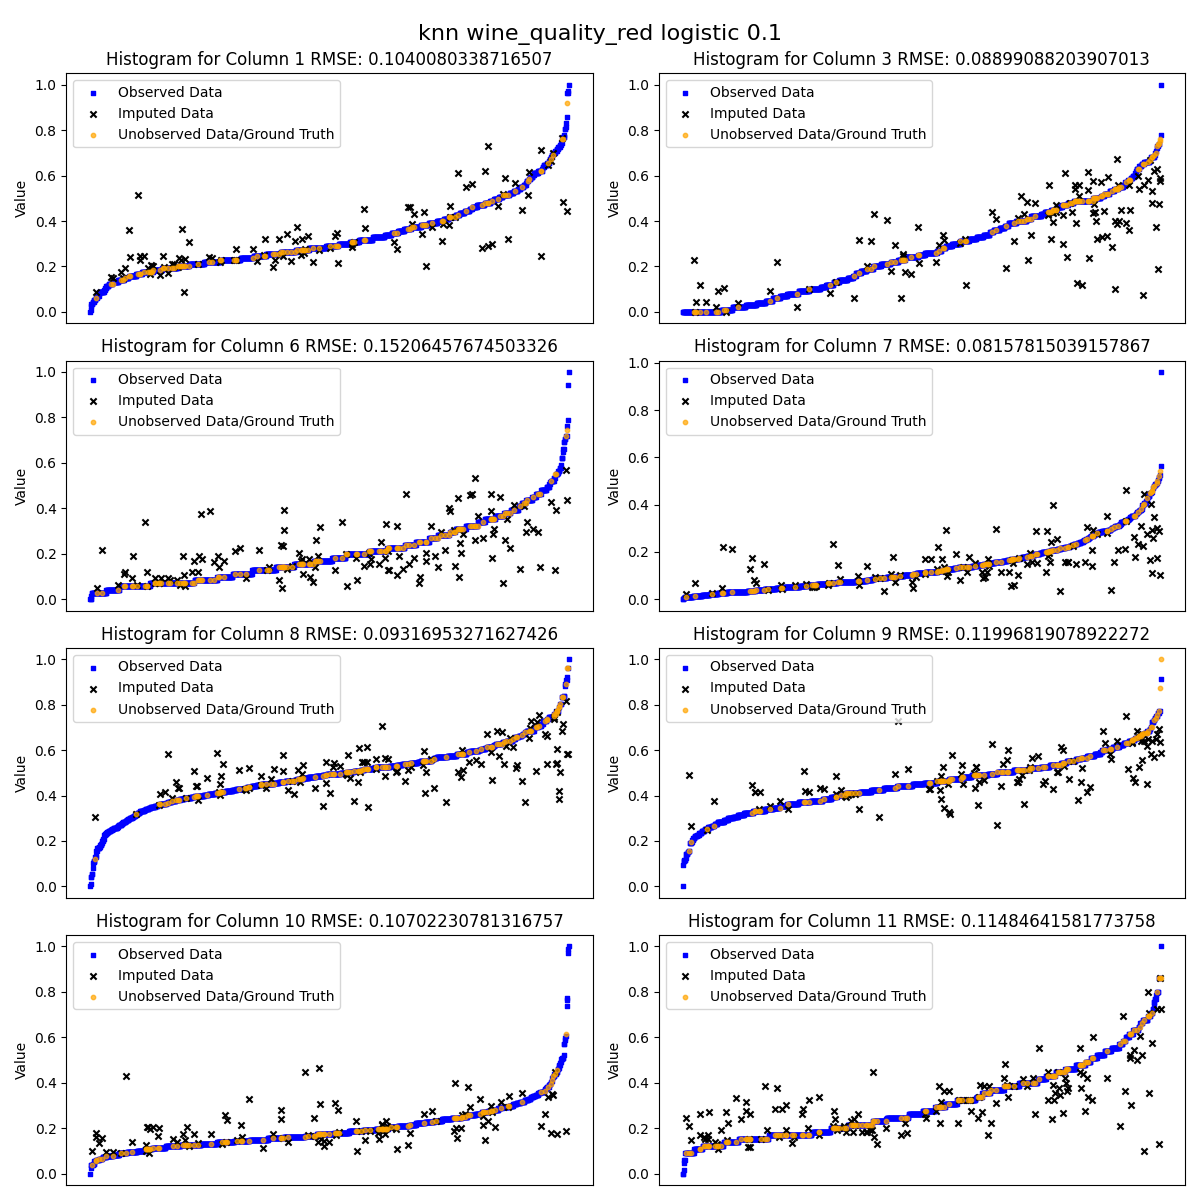 knn wine_quality_red logistic 0.1
Histogram for Column 1 RMSE: 0.1040080338716507
Value
1.0
0.8
0.6
0.4
0.2
0.0
Observed Data
Imputed Data
Unobserved Data/Ground Truth
Histogram for Column 3 RMSE: 0.08899088203907013
Value
1.0
0.8
0.6
0.4
0.2
0.0
Observed Data
Imputed Data
Unobserved Data/Ground Truth
Histogram for Column 6 RMSE: 0.15206457674503326
Value
1.0
0.8
0.6
0.4
0.2
0.0
Observed Data
Imputed Data
Unobserved Data/Ground Truth
Histogram for Column 7 RMSE: 0.08157815039157867
Value
1.0
0.8
0.6
0.4
0.2
0.0
Observed Data
Imputed Data
Unobserved Data/Ground Truth
Histogram for Column 8 RMSE: 0.09316953271627426
Value
1.0
0.8
0.6
0.4
0.2
0.0
Observed Data
Imputed Data
Unobserved Data/Ground Truth
Histogram for Column 9 RMSE: 0.11996819078922272
Value
1.0
0.8
0.6
0.4
0.2
0.0
Observed Data
Imputed Data
Unobserved Data/Ground Truth
Histogram for Column 10 RMSE: 0.10702230781316757
Value
1.0
0.8
0.6
0.4
0.2
0.0
Observed Data
Imputed Data
Unobserved Data/Ground Truth
Histogram for Column 11 RMSE: 0.11484641581773758
Value
1.0
0.8
0.6
0.4
0.2
0.0
Observed Data
Imputed Data
Unobserved Data/Ground Truth